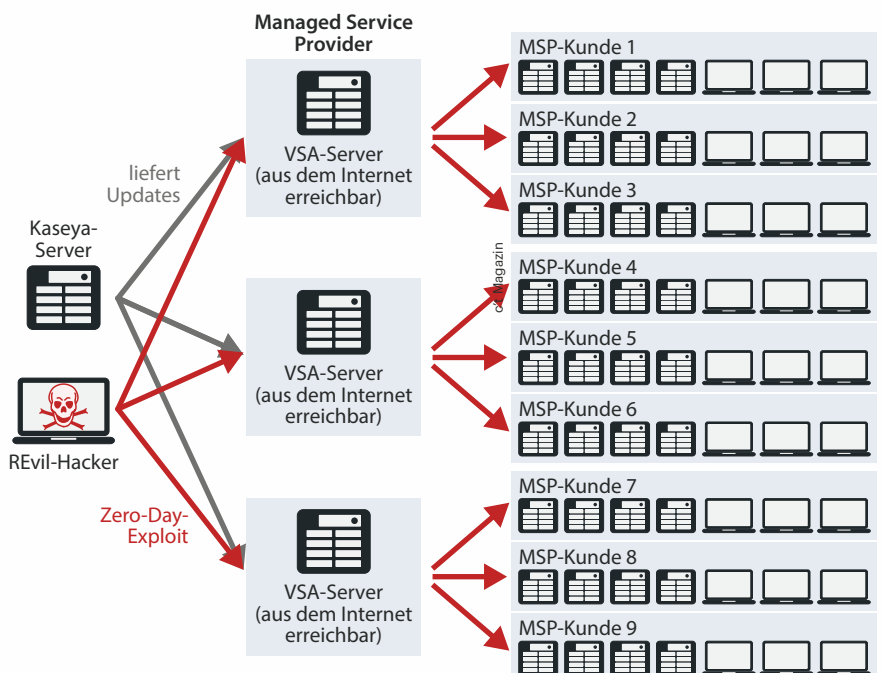 Managed Service
Provider
VSA-Server
(aus dem Internet
erreichbar)
liefert
Updates
Kaseya-
Server
REvil-Hacker
Zero-Day-
Exploit
VSA-Server
(aus dem Internet
erreichbar)
VSA-Server
(aus dem Internet
erreichbar)
MSP-Kunde 1
MSP-Kunde 2
MSP-Kunde 3
c't Magazin
MSP-Kunde 4
MSP-Kunde 5
MSP-Kunde 6
MSP-Kunde 7
MSP-Kunde 8
MSP-Kunde 9